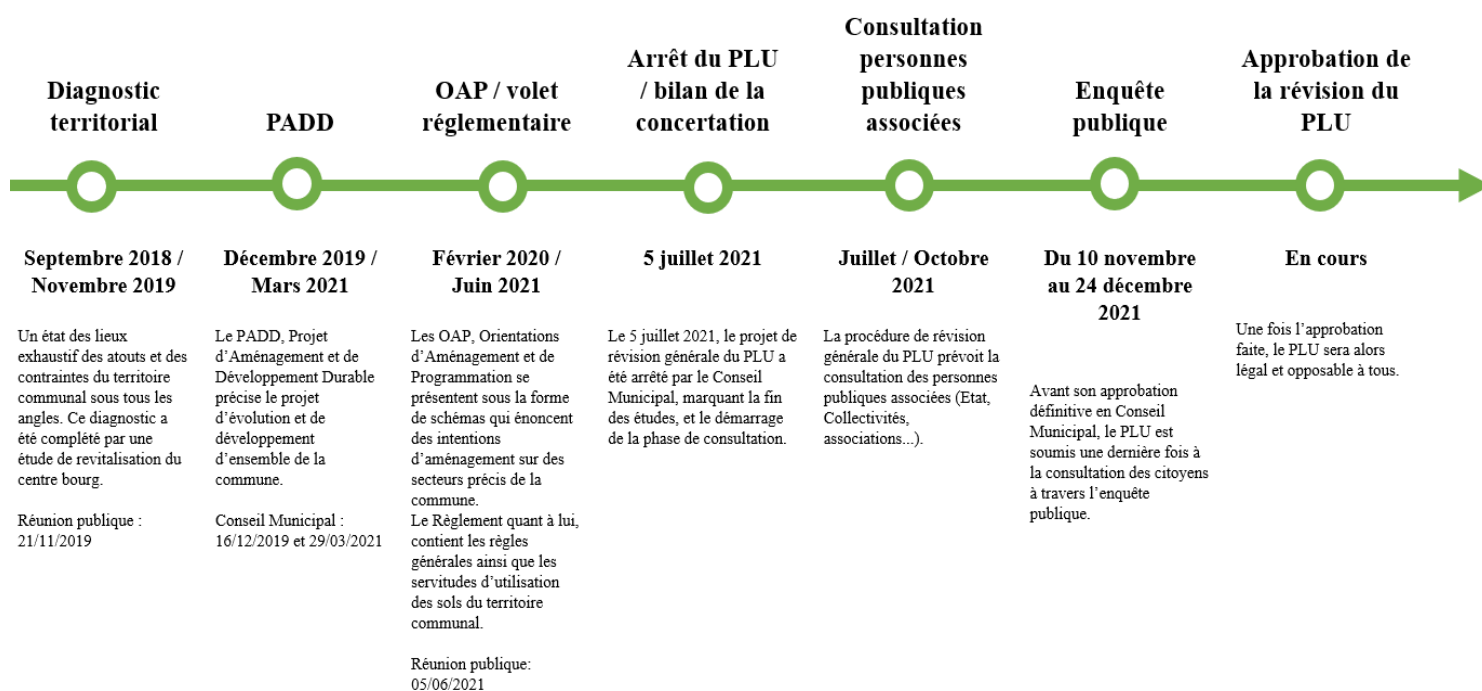 Diagnostic
territorial
Septembre 2018 /
Novembre 2019
Un état des lieux
exhaustif des atouts et des
contraintes du territoire
communal sous tous les
angles. Ce diagnostic a
été complété par une
étude de revitalisation du
centre bourg.
Réunion publique :
21/11/2019
PADD
Décembre 2019 /
Mars 2021
Le PADD, Projet
d’Aménagement et de
Développement Durable
précise le projet
d’évolution et de
développement
d’ensemble de la
commune.
Conseil Municipal :
16/12/2019 et 29/03/2021
OAP / volet
réglementaire
Février 2020 /
Juin 2021
Les OAP, Orientations
d’Aménagement et de
Programmation se
présentent sous la forme
de schémas qui énoncent
des intentions
d’aménagement sur des
secteurs précis de la
commune.
Le Règlement quant à lui,
contient les règles
générales ainsi que les
servitudes d’utilisation
des sols du territoire
communal.
Réunion publique:
05/06/2021
Arrêt du PLU
/ bilan de la
concertation
5 juillet 2021
Le 5 juillet 2021, le projet de
révision générale du PLU a
été arrêté par le Conseil
Municipal, marquant la fin
des études, et le démarrage
de la phase de consultation.
Consultation
personnes
publiques
associées
Juillet / Octobre
2021
La procédure de révision
générale du PLU prévoit la
consultation des personnes
publiques associées (Etat,
Collectivités,
associations...).
Enquête
publique
Du 10 novembre
au 24 décembre
2021
Avant son approbation
définitive en Conseil
Municipal, le PLU est
soumis une dernière fois à
la consultation des citoyens
à travers l’enquête
publique.
Approbation de
la révision du
PLU
En cours
Une fois l’approbation
faite, le PLU sera alors
légal et opposable à tous.